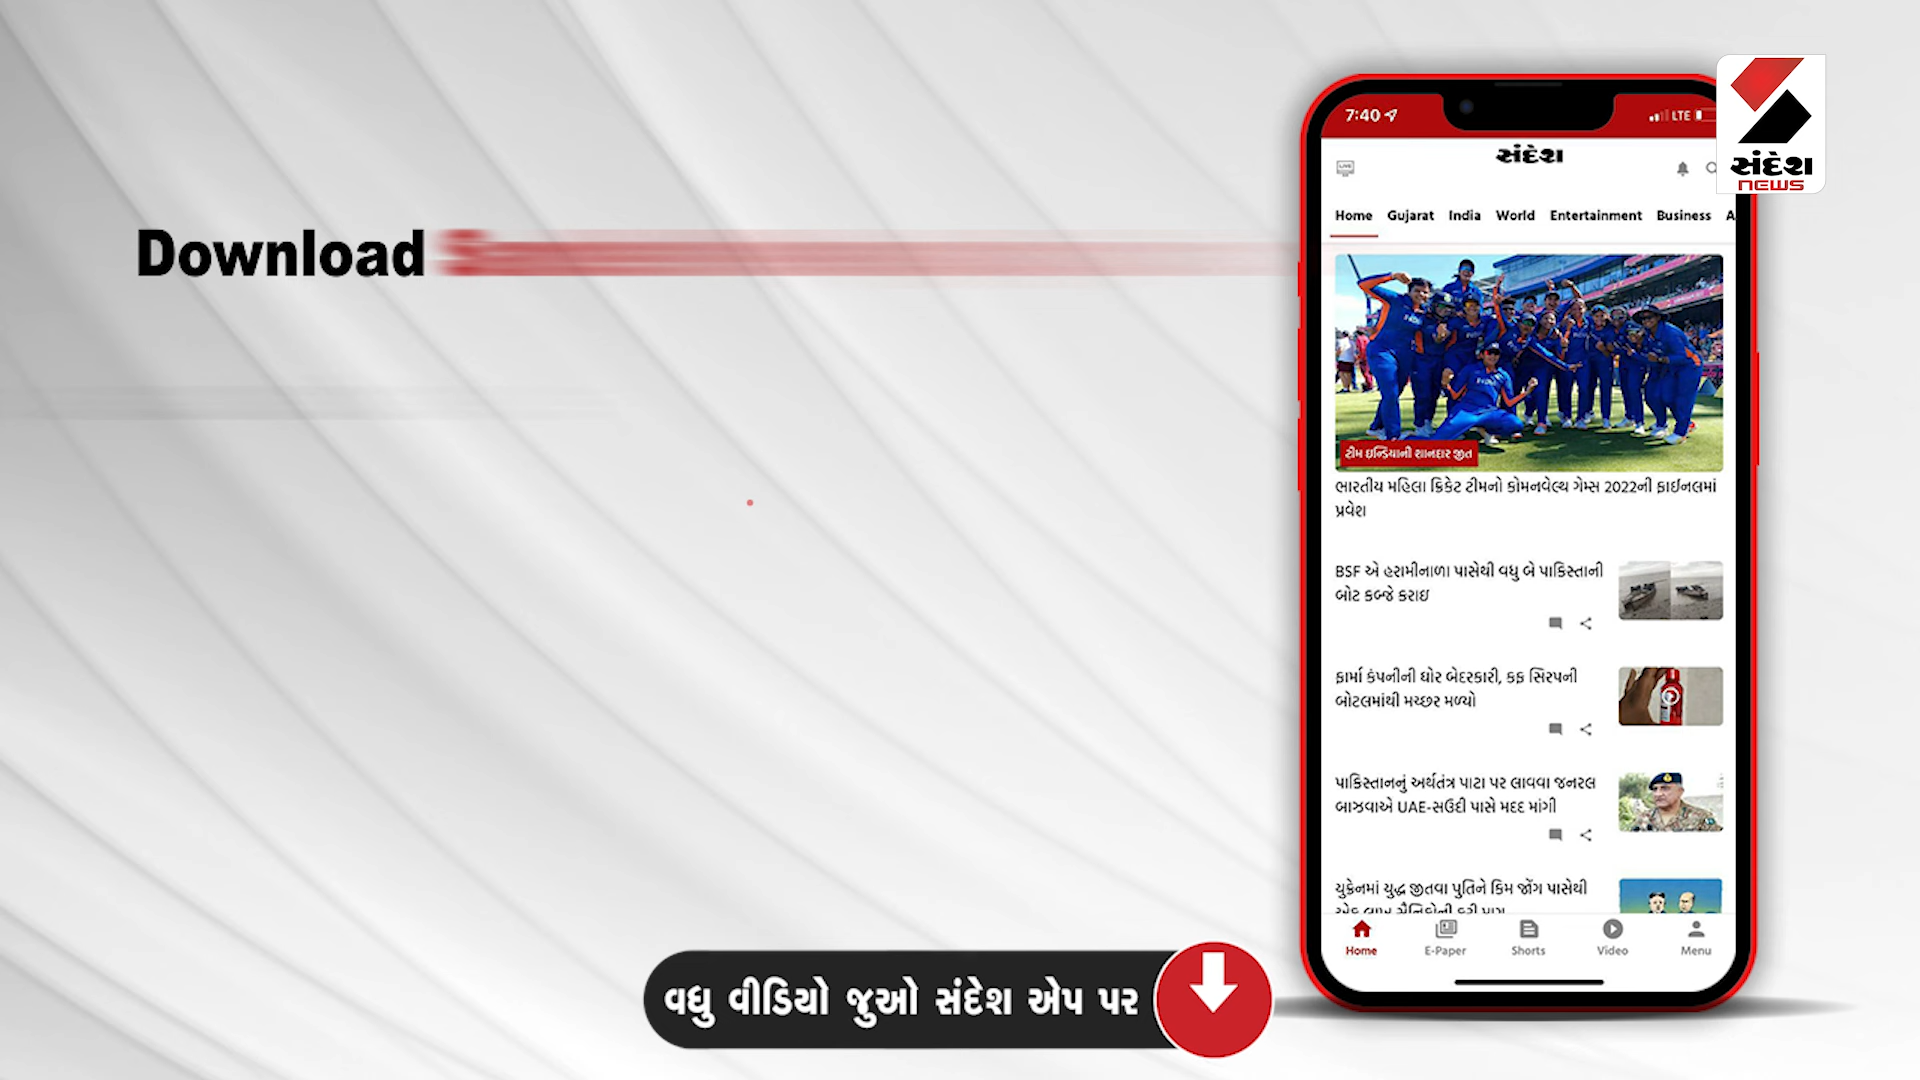 Download
7:40
LTE
સંદેશ
સંદેશ
NEWS
Home Gujarat India World Entertainment Business A
ટીમ ઇન્ડિયાની શાનદાર જીત
ભારતીય મહિલા ક્રિકેટ ટીમનો કોમનવેલ્થ ગેમ્સ 2022ની ફાઈનલમાં
પ્રવેશ
BSF એ હરામીનાળા પાસેથી વધુ બે પાકિસ્તાની
બોટ કબ્જે કરાઇ
ફાર્મા કંપનીની ઘોર બેદરકારી, કફ સિરપની
બોટલમાંથી મચ્છર મળ્યો
પાકિસ્તાનનું અર્થતંત્ર પાટા પર લાવવા જનરલ
બાઝવાએ UAE-સઉદી પાસે મદદ માંગી
યુક્રેનમાં યુદ્ધ જીતવા પુતિને કિમ જોંગ પાસેથી
Home E-Paper Shorts Video Menu
વધુ વીડિયો જુઓ સંદેશ એપ પર